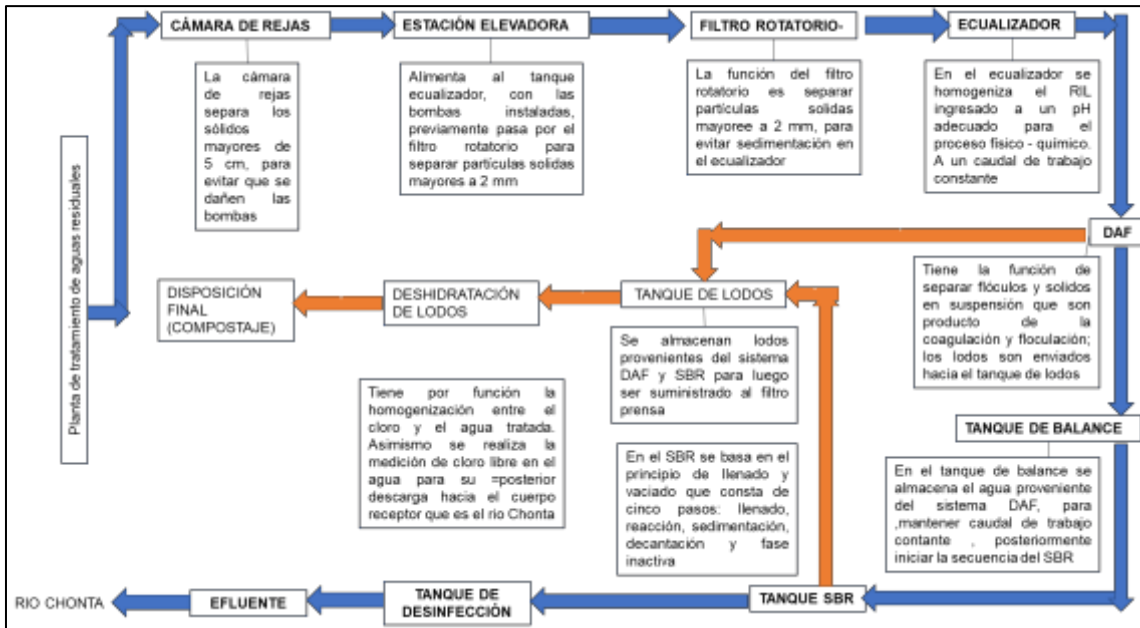 Planta de tratamiento de aguas residuales
CÁMARA DE REJAS
La cámara
de rejas
separa los
sólidos
mayores de
5 cm, para
evitar que se
dañen las
bombas
ESTACIÓN ELEVADORA
Alimenta al tanque
ecualizador, con las
bombas instaladas,
previamente pasa por el
filtro rotatorio para
separar partículas solidas
mayores a 2 mm
FILTRO ROTATORIO-
La función del filtro
rotatorio es separar
partículas solidas
mayoree a 2 mm, para
evitar sedimentación en
el ecualizador
ECUALIZADOR
En el ecualizador se
homogeniza el RIL
ingresado a un pH
adecuado para el
proceso físico - químico.
A un caudal de trabajo
constante
DAF
Tiene la función de
separar flóculos y solidos
en suspensión que son
producto de la
coagulación y floculación;
los lodos son enviados
hacia el tanque de lodos
TANQUE DE LODOS
Se almacenan lodos
provenientes del sistema
DAF y SBR para luego
ser suministrado al filtro
prensa
DESHIDRATACIÓN
DE LODOS
DISPOSICIÓN
FINAL
(COMPOSTAJE)
TANQUE DE BALANCE
En el tanque de balance se
almacena el agua proveniente
del sistema DAF, para
,mantener caudal de trabajo
contante , posteriormente
iniciar la secuencia del SBR
En el SBR se basa en el
principio de llenado y
vaciado que consta de
cinco pasos: llenado,
reacción, sedimentación,
decantación y fase
inactiva
TANQUE SBR
Tiene por función la
homogenización entre el
cloro y el agua tratada.
Asimismo se realiza la
medición de cloro libre en el
agua para su =posterior
descarga hacia el cuerpo
receptor que es el rio Chonta
TANQUE DE
DESINFECCIÓN
EFLUENTE
RIO CHONTA